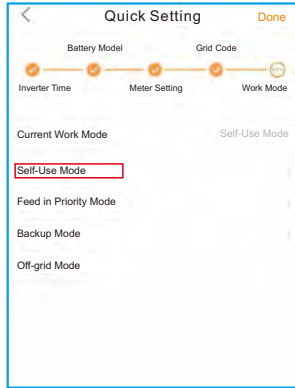 Quick Setting Done
Battery Model Grid Code
Inverter Time Meter Setting Work Mode
Current Work Mode Self-Use Mode
Self-Use Mode
Feed in Priority Mode
Backup Mode
Off-grid Mode